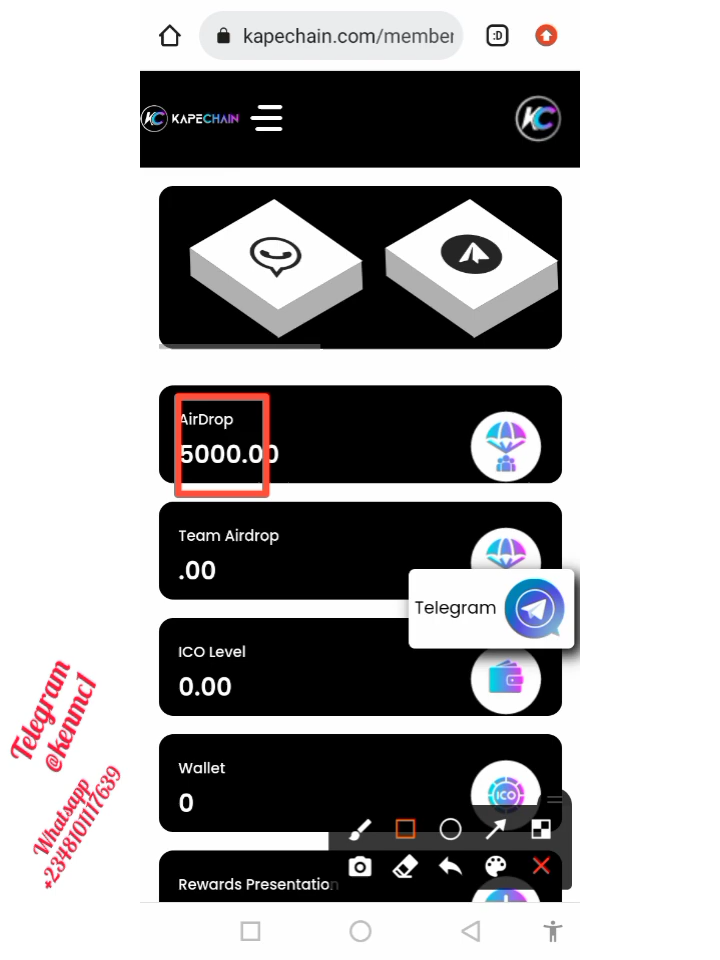 :D
kapechain.com/member
KC KAPECHAIN
KC
AirDrop
5000.00
Team Airdrop
.00
Telegram
ICO Level
0.00
Wallet
0
ICO
Rewards Presentation
Telegram
@kenmc1
Whatsapp
+2348101117639